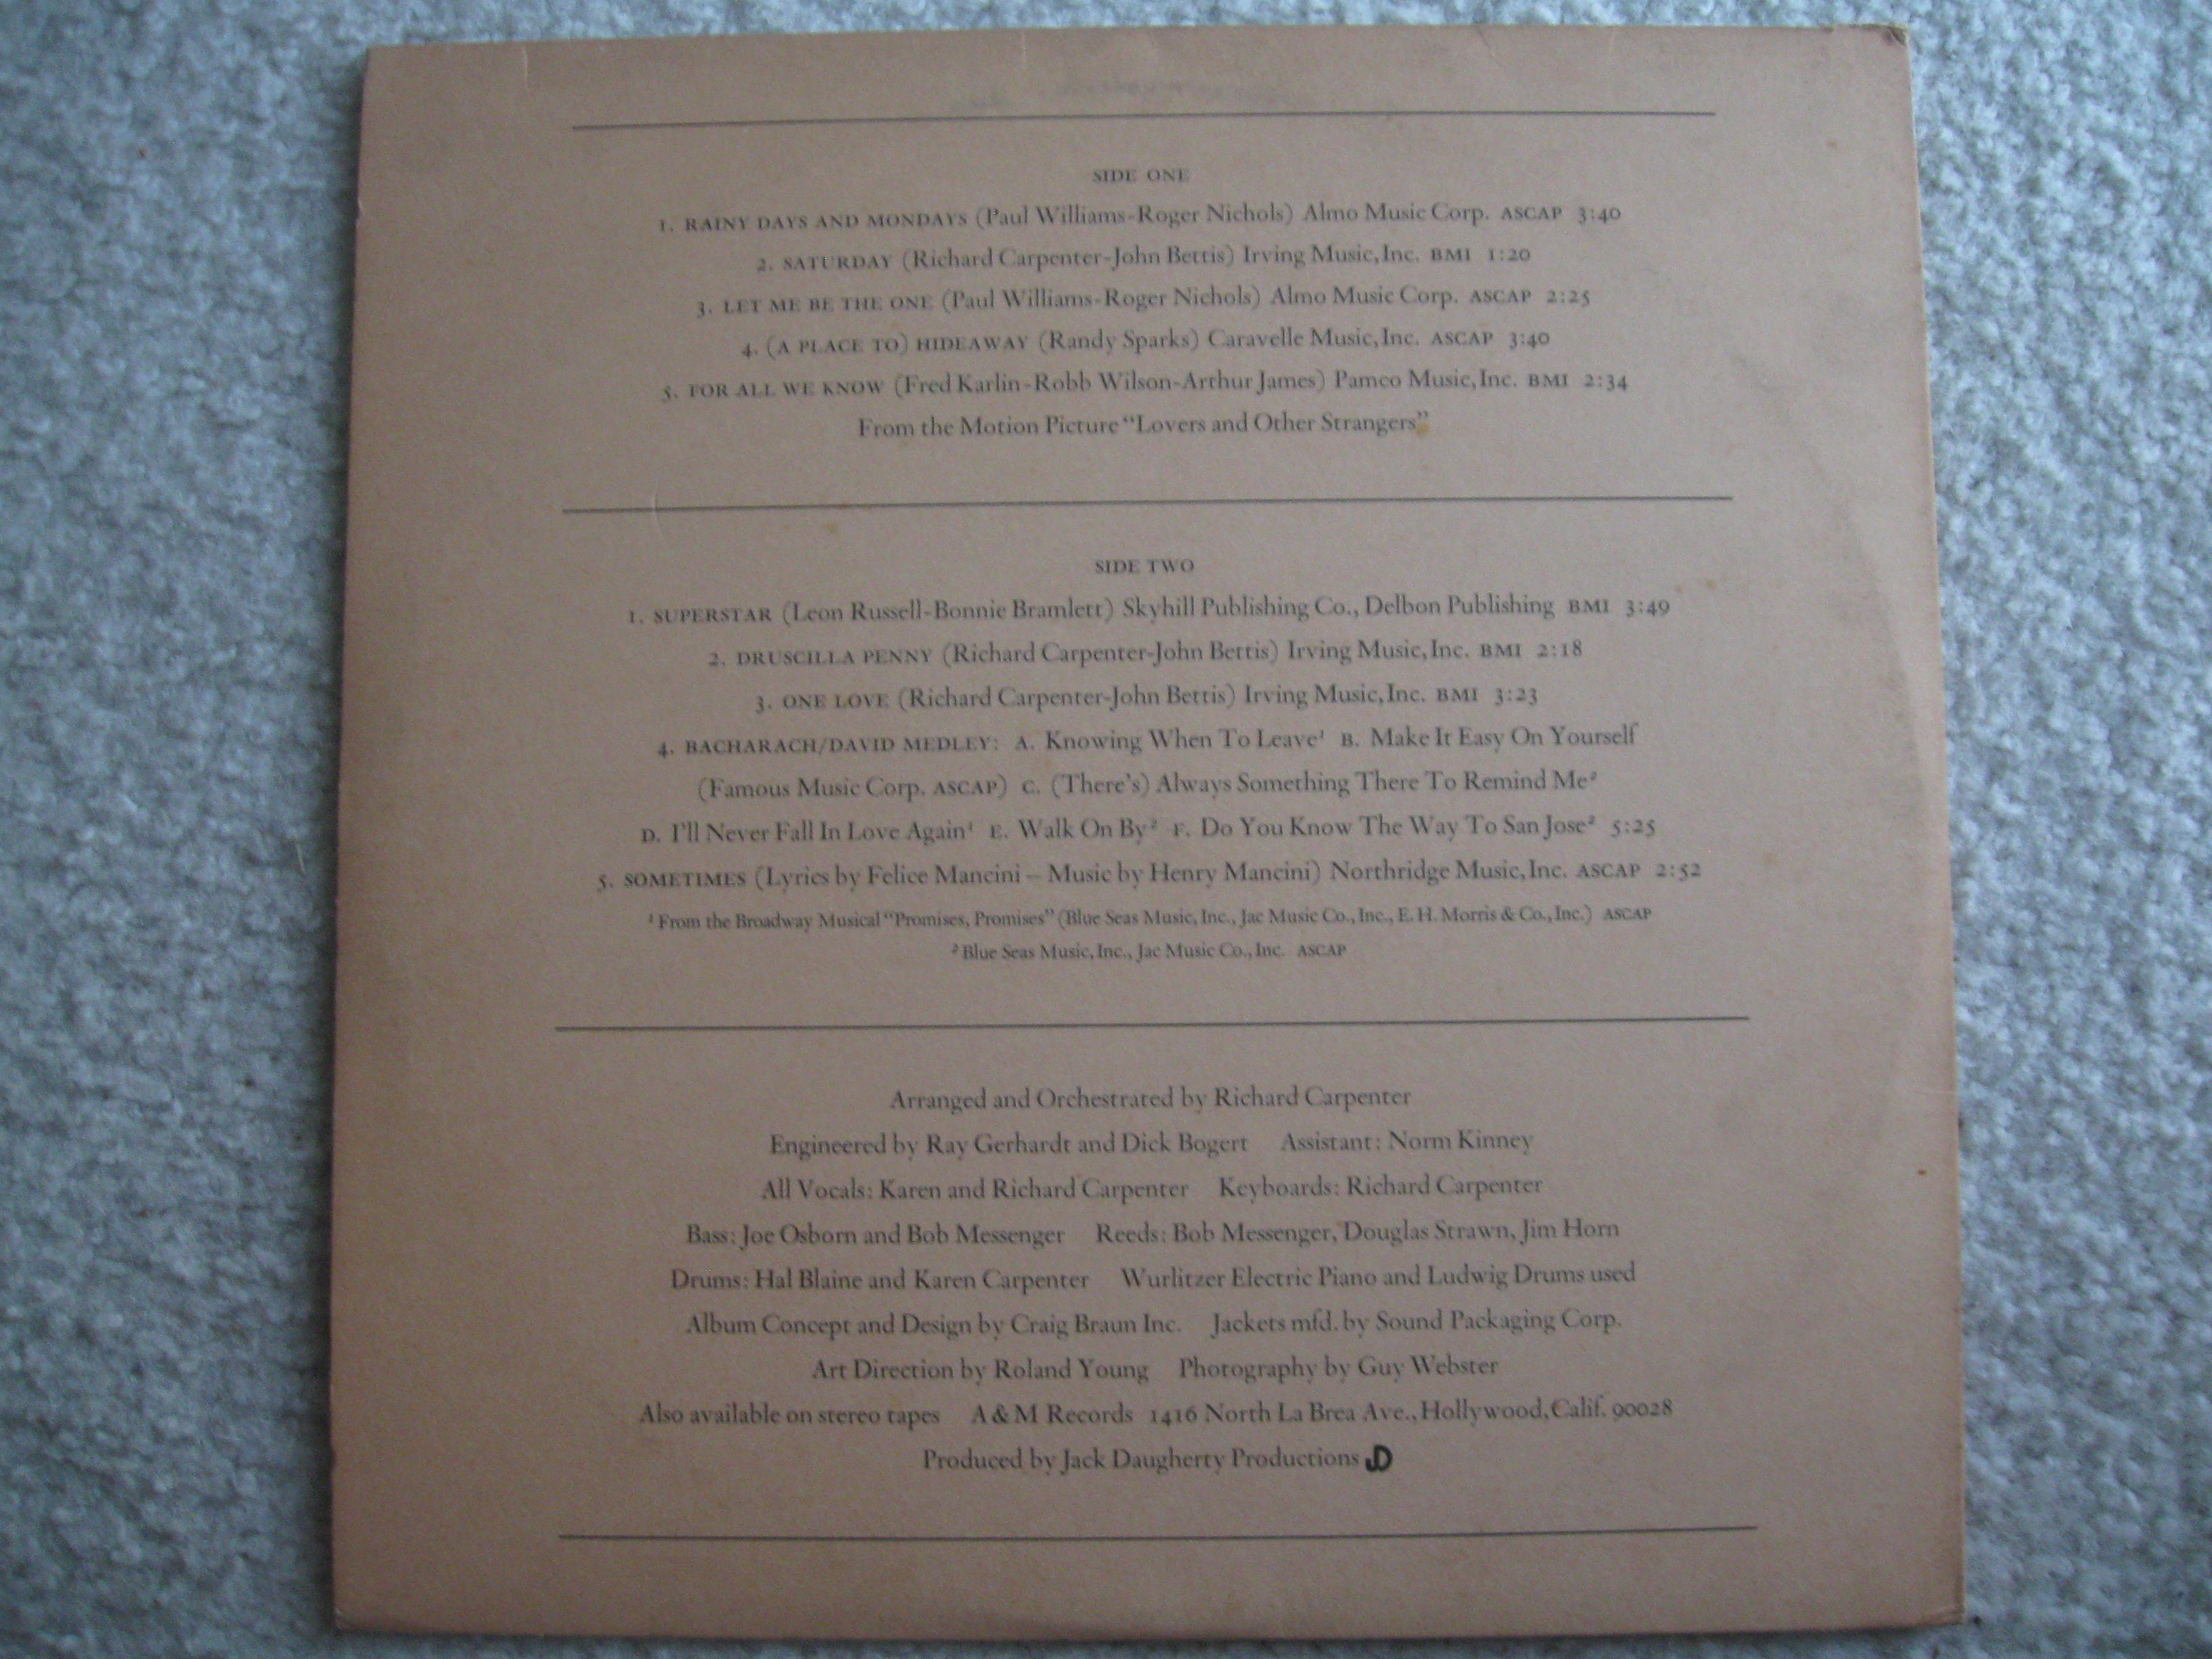 SIDE ONE
1. RAINY DAYS AND MONDAYS (Paul Williams-Roger Nichols) Almo Music Corp. ASCAP 3:40
2. SATURDAY (Richard Carpenter-John Bettis) Irving Music, Inc. BMI 1:20
3. LET ME BE THE ONE (Paul Williams-Roger Nichols) Almo Music Corp. ASCAP 2:25
4. (A PLACE TO) HIDEAWAY (Randy Sparks) Caravelle Music, Inc. ASCAP 3:40
5. FOR ALL WE KNOW (Fred Karlin-Robb Wilson-Arthur James) Pamco Music, Inc. BMI 2:34
From the Motion Picture “Lovers and Other Strangers”
SIDE TWO
1. SUPERSTAR (Leon Russell-Bonnie Bramlett) Skyhill Publishing Co., Delbon Publishing BMI 3:49
2. DRUSCILLA PENNY (Richard Carpenter-John Bettis) Irving Music, Inc. BMI 2:18
3. ONE LOVE (Richard Carpenter-John Bettis) Irving Music, Inc. BMI 3:23
4. BACHARACH/DAVID MEDLEY: A. Knowing When To Leave¹ B. Make It Easy On Yourself
(Famous Music Corp. ASCAP) C. (There's) Always Something There To Remind Me²
D. I'll Never Fall In Love Again¹ E. Walk On By² F. Do You Know The Way To San Jose² 5:25
5. SOMETIMES (Lyrics by Felice Mancini – Music by Henry Mancini) Northridge Music, Inc. ASCAP 2:52
¹ From the Broadway Musical “Promises, Promises” (Blue Seas Music, Inc., Jac Music Co., Inc., E. H. Morris & Co., Inc.) ASCAP
² Blue Seas Music, Inc., Jac Music Co., Inc. ASCAP
Arranged and Orchestrated by Richard Carpenter
Engineered by Ray Gerhardt and Dick Bogert Assistant: Norm Kinney
All Vocals: Karen and Richard Carpenter Keyboards: Richard Carpenter
Bass: Joe Osborn and Bob Messenger Reeds: Bob Messenger, Douglas Strawn, Jim Horn
Drums: Hal Blaine and Karen Carpenter Wurlitzer Electric Piano and Ludwig Drums used
Album Concept and Design by Craig Braun Inc. Jackets mfd. by Sound Packaging Corp.
Art Direction by Roland Young Photography by Guy Webster
Also available on stereo tapes A & M Records 1416 North La Brea Ave., Hollywood, Calif. 90028
Produced by Jack Daugherty Productions JD